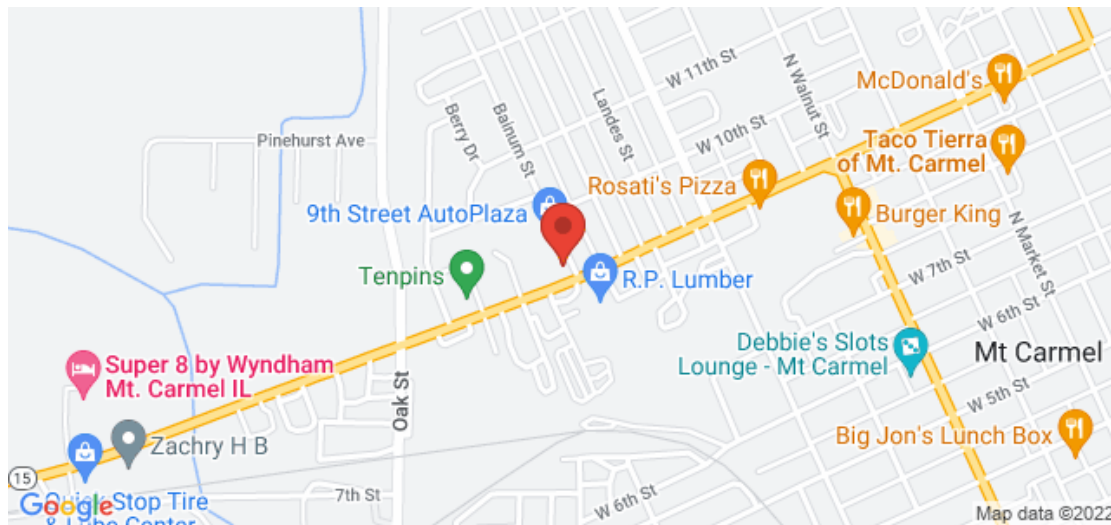 McDonald's
W 11th St
N Walnut St
Landes St
Bainum St
Berry Dr
Pinehurst Ave
W 10th St
Taco Tierra
of Mt. Carmel
Rosati's Pizza
9th Street AutoPlaza
Burger King
N Market St
W 7th St
Tenpins
R.P. Lumber
W 6th St
Debbie's Slots
Lounge - Mt Carmel
Mt Carmel
Super 8 by Wyndham
Mt. Carmel IL
Oak St
W 5th St
Zachry H B
Big Jon's Lunch Box
15
7th St
W 6th St
Google
Quick Stop Tire
& Lube Center
Map data ©2022